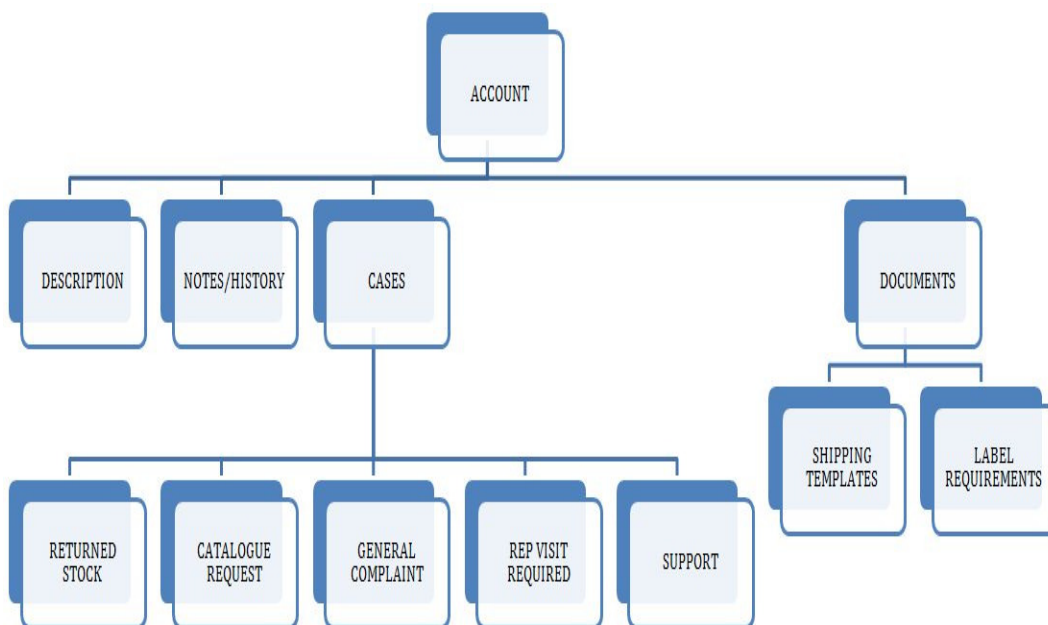 ACCOUNT
DESCRIPTION
NOTES/HISTORY
CASES
DOCUMENTS
SHIPPING
TEMPLATES
LABEL
REQUIREMENTS
RETURNED
STOCK
CATALOGUE
REQUEST
GENERAL
COMPLAINT
REP VISIT
REQUIRED
SUPPORT